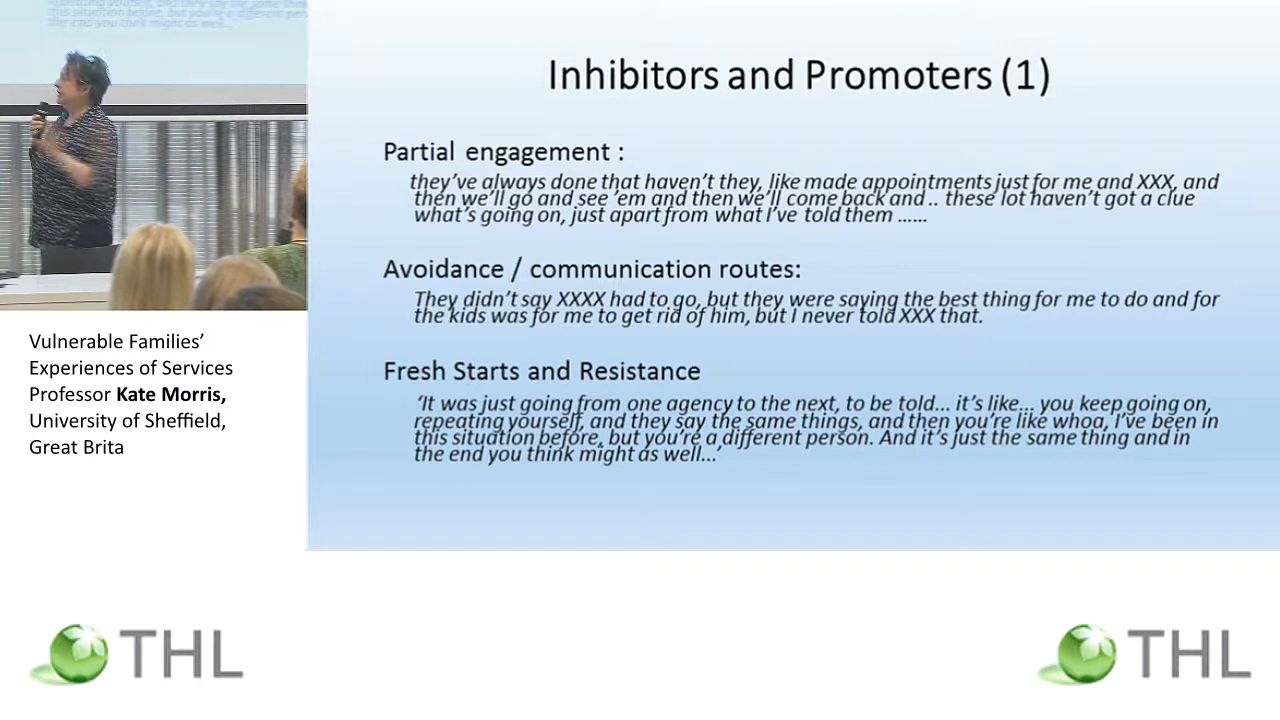 Inhibitors and Promoters (1)
Partial engagement :
they've always done that haven't they, like made appointments just for me and XXX, and
then we'll go and see 'em and then we'll come back and .. these lot haven't got a clue
what's going on, just apart from what I've told them ......
Avoidance / communication routes:
They didn't say XXXX had to go, but they were saying the best thing for me to do and for
the kids was for me to get rid of him, but I never told XXX that.
Fresh Starts and Resistance
‘It was just going from one agency to the next, to be told... it's like... you keep going on,
repeating yourself, and they say the same things, and then you're like whoa, I've been in
this situation before, but you're a different person. And it's just the same thing and in
the end you think might as well...’
Vulnerable Families’
Experiences of Services
Professor Kate Morris,
University of Sheffield,
Great Brita
THL
THL